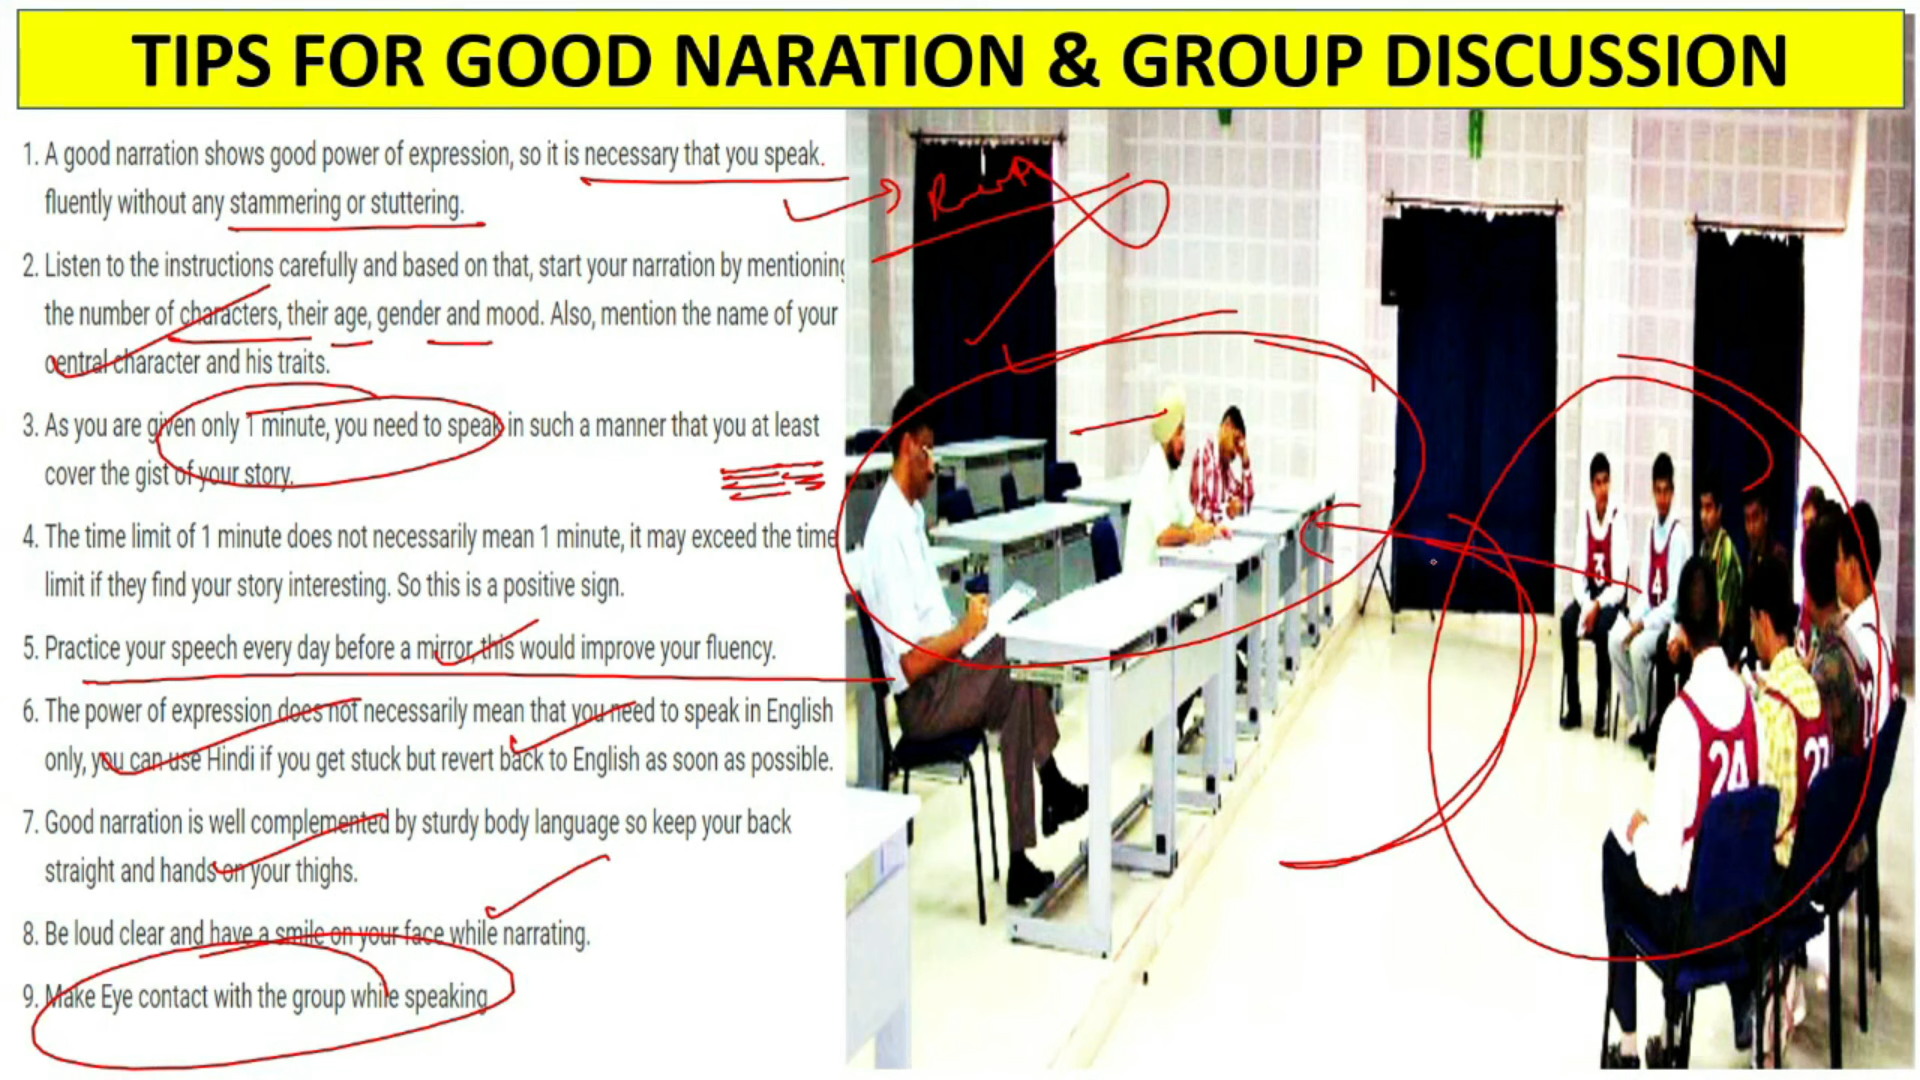 TIPS FOR GOOD NARATION & GROUP DISCUSSION
1. A good narration shows good power of expression, so it is necessary that you speak.
fluently without any stammering or stuttering.
2. Listen to the instructions carefully and based on that, start your narration by mentioning
the number of characters, their age, gender and mood. Also, mention the name of your
central character and his traits.
3. As you are given only 1 minute, you need to speak in such a manner that you at least
cover the gist of your story.
4. The time limit of 1 minute does not necessarily mean 1 minute, it may exceed the time
limit if they find your story interesting. So this is a positive sign.
5. Practice your speech every day before a mirror, this would improve your fluency.
6. The power of expression does not necessarily mean that you need to speak in English
only, you can use Hindi if you get stuck but revert back to English as soon as possible.
7. Good narration is well complemented by sturdy body language so keep your back
straight and hands on your thighs.
8. Be loud clear and have a smile on your face while narrating.
9. Make Eye contact with the group while speaking
3
4
24
27